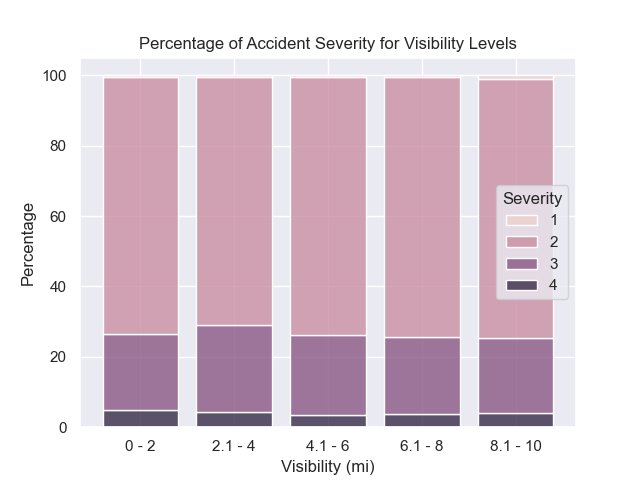 Percentage of Accident Severity for Visibility Levels
100
80
60
40
20
0
Percentage
Severity
1
2
3
4
0 - 2
2.1 - 4
4.1 - 6
6.1 - 8
8.1 - 10
Visibility (mi)